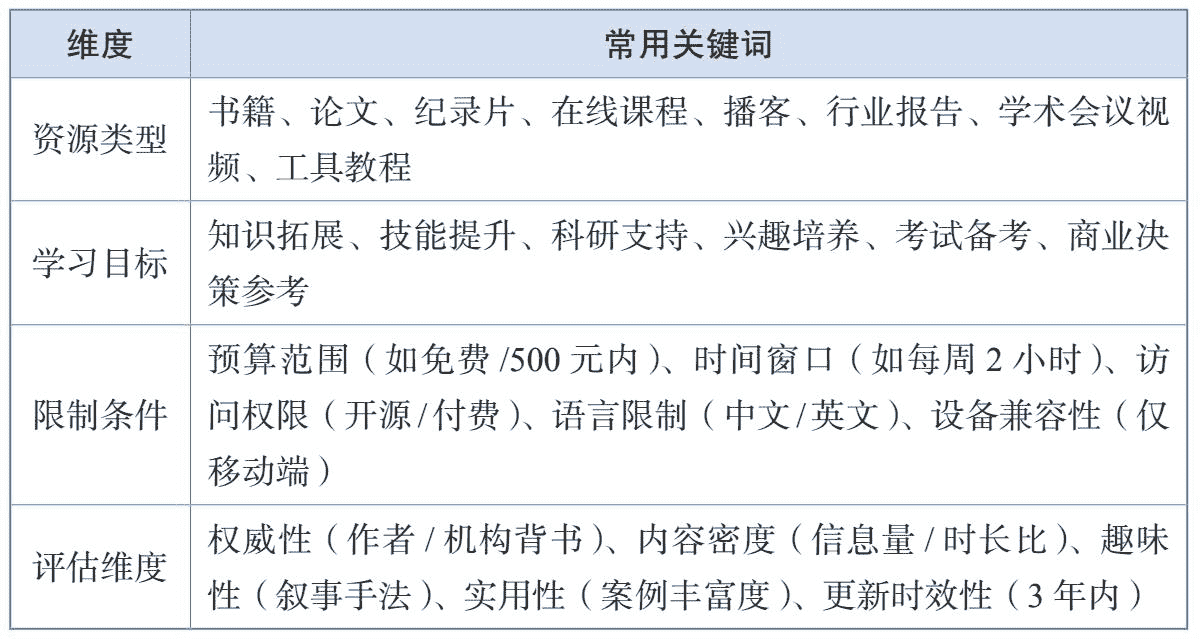 维度
常用关键词
资源类型
书籍、论文、纪录片、在线课程、播客、行业报告、学术会议视
频、工具教程
学习目标
知识拓展、技能提升、科研支持、兴趣培养、考试备考、商业决
策参考
限制条件
预算范围（如免费/500 元内）、时间窗口（如每周 2 小时）、访
问权限（开源/付费）、语言限制（中文/英文）、设备兼容性（仅
移动端）
评估维度
权威性（作者/机构背书）、内容密度（信息量/时长比）、趣味
性（叙事手法）、实用性（案例丰富度）、更新时效性（3 年内）